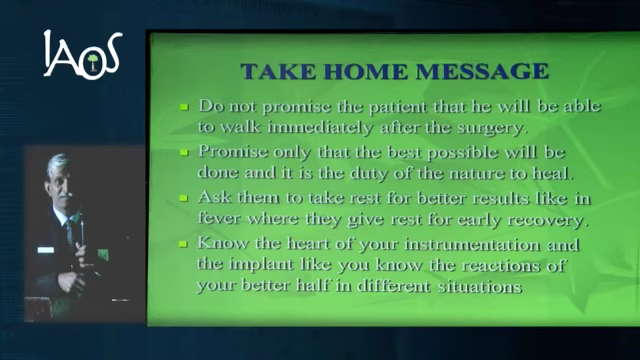 IAOS
TAKE HOME MESSAGE
Do not promise the patient that he will be able
to walk immediately after the surgery.
Promise only that the best possible will be
done and it is the duty of the nature to heal.
Ask them to take rest for better results like in
fever where they give rest for early recovery.
Know the heart of your instrumentation and
the implant like you know the reactions of
your better half in different situations